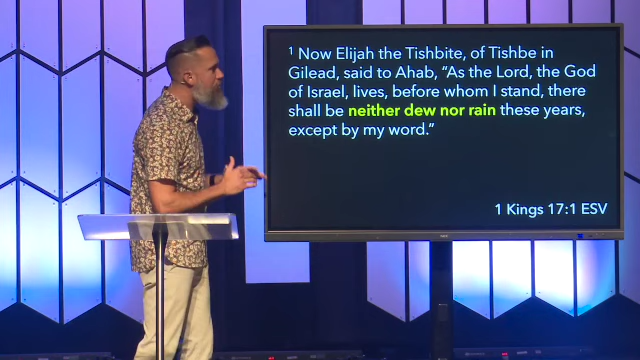 1 Now Elijah the Tishbite, of Tishbe in
Gilead, said to Ahab, “As the Lord, the God
of Israel, lives, before whom I stand, there
shall be neither dew nor rain these years,
except by my word.”
1 Kings 17:1 ESV